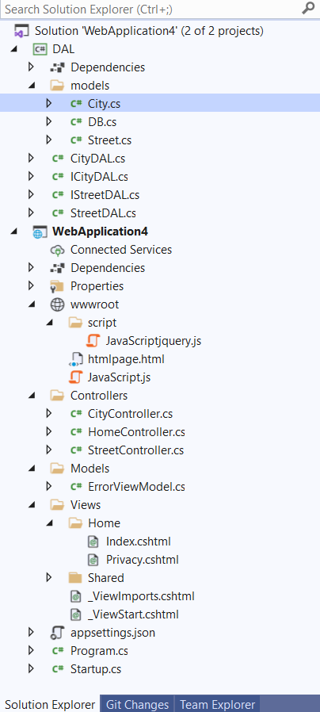 Search Solution Explorer (Ctrl+;)
Solution 'WebApplication4' (2 of 2 projects)
C# DAL
Dependencies
models
C# City.cs
C# DB.cs
C# Street.cs
C# CityDAL.cs
C# ICityDAL.cs
C# IStreetDAL.cs
C# StreetDAL.cs
WebApplication4
Connected Services
Dependencies
Properties
wwwroot
script
JavaScriptjquery.js
htmlpage.html
JavaScript.js
Controllers
C# CityController.cs
C# HomeController.cs
C# StreetController.cs
Models
C# ErrorViewModel.cs
Views
Home
Index.cshtml
Privacy.cshtml
Shared
_ViewImports.cshtml
_ViewStart.cshtml
appsettings.json
C# Program.cs
C# Startup.cs
Solution Explorer Git Changes Team Explorer